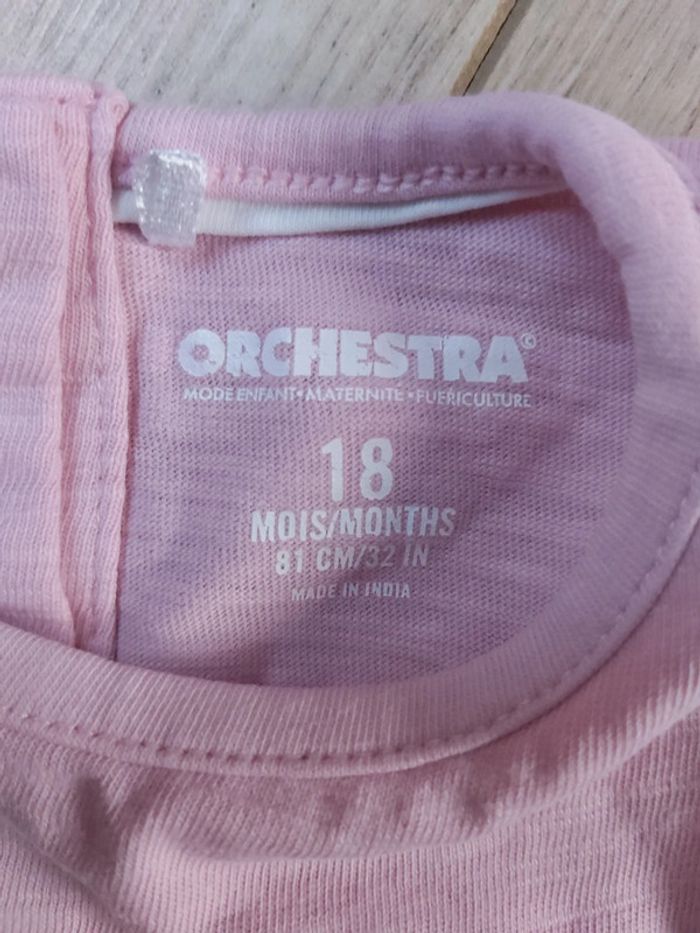 ORCHESTRA©
MODE ENFANT•MATERNITE•PUERICULTURE
18
MOIS/MONTHS
81 CM/32 IN
MADE IN INDIA